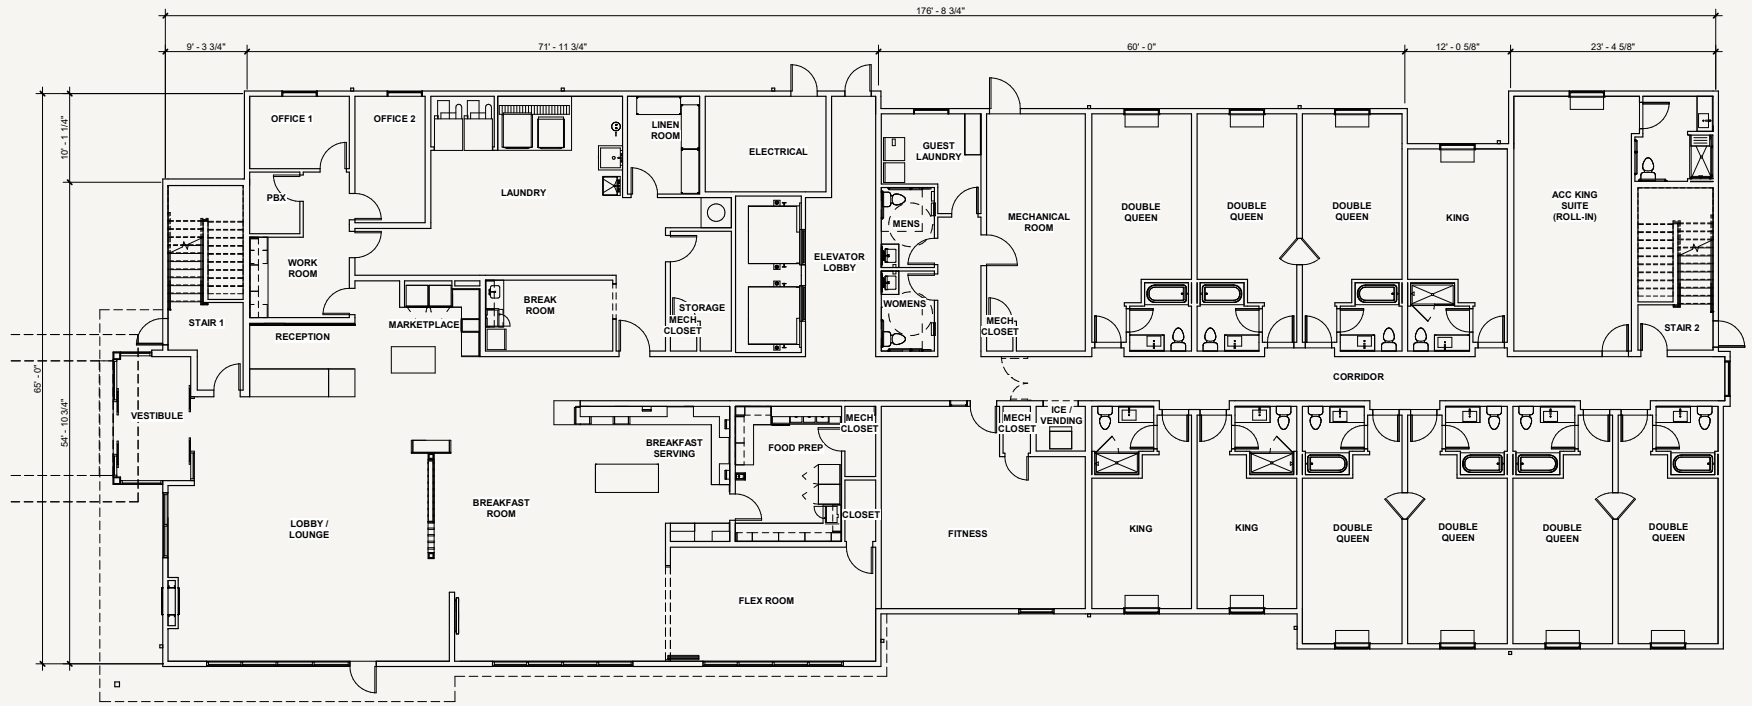 176' - 8 3/4"
9' - 3 3/4"
71' - 11 3/4"
60' - 0"
12' - 0 5/8"
23' - 4 5/8"
10' - 1 1/4"
65' - 0"
54' - 10 3/4"
OFFICE 1
OFFICE 2
LINEN
ROOM
ELECTRICAL
LAUNDRY
PBX
WORK
ROOM
GUEST
LAUNDRY
MENS
WOMENS
MECHANICAL
ROOM
ELEVATOR
LOBBY
DOUBLE
QUEEN
DOUBLE
QUEEN
DOUBLE
QUEEN
KING
ACC KING
SUITE
(ROLL-IN)
STAIR 1
RECEPTION
MARKETPLACE
BREAK
ROOM
STORAGE
MECH
CLOSET
MECH
CLOSET
STAIR 2
CORRIDOR
VESTIBULE
BREAKFAST
SERVING
FOOD PREP
MECH
CLOSET
MECH
CLOSET
ICE /
VENDING
LOBBY /
LOUNGE
BREAKFAST
ROOM
CLOSET
FITNESS
KING
KING
DOUBLE
QUEEN
DOUBLE
QUEEN
DOUBLE
QUEEN
DOUBLE
QUEEN
FLEX ROOM